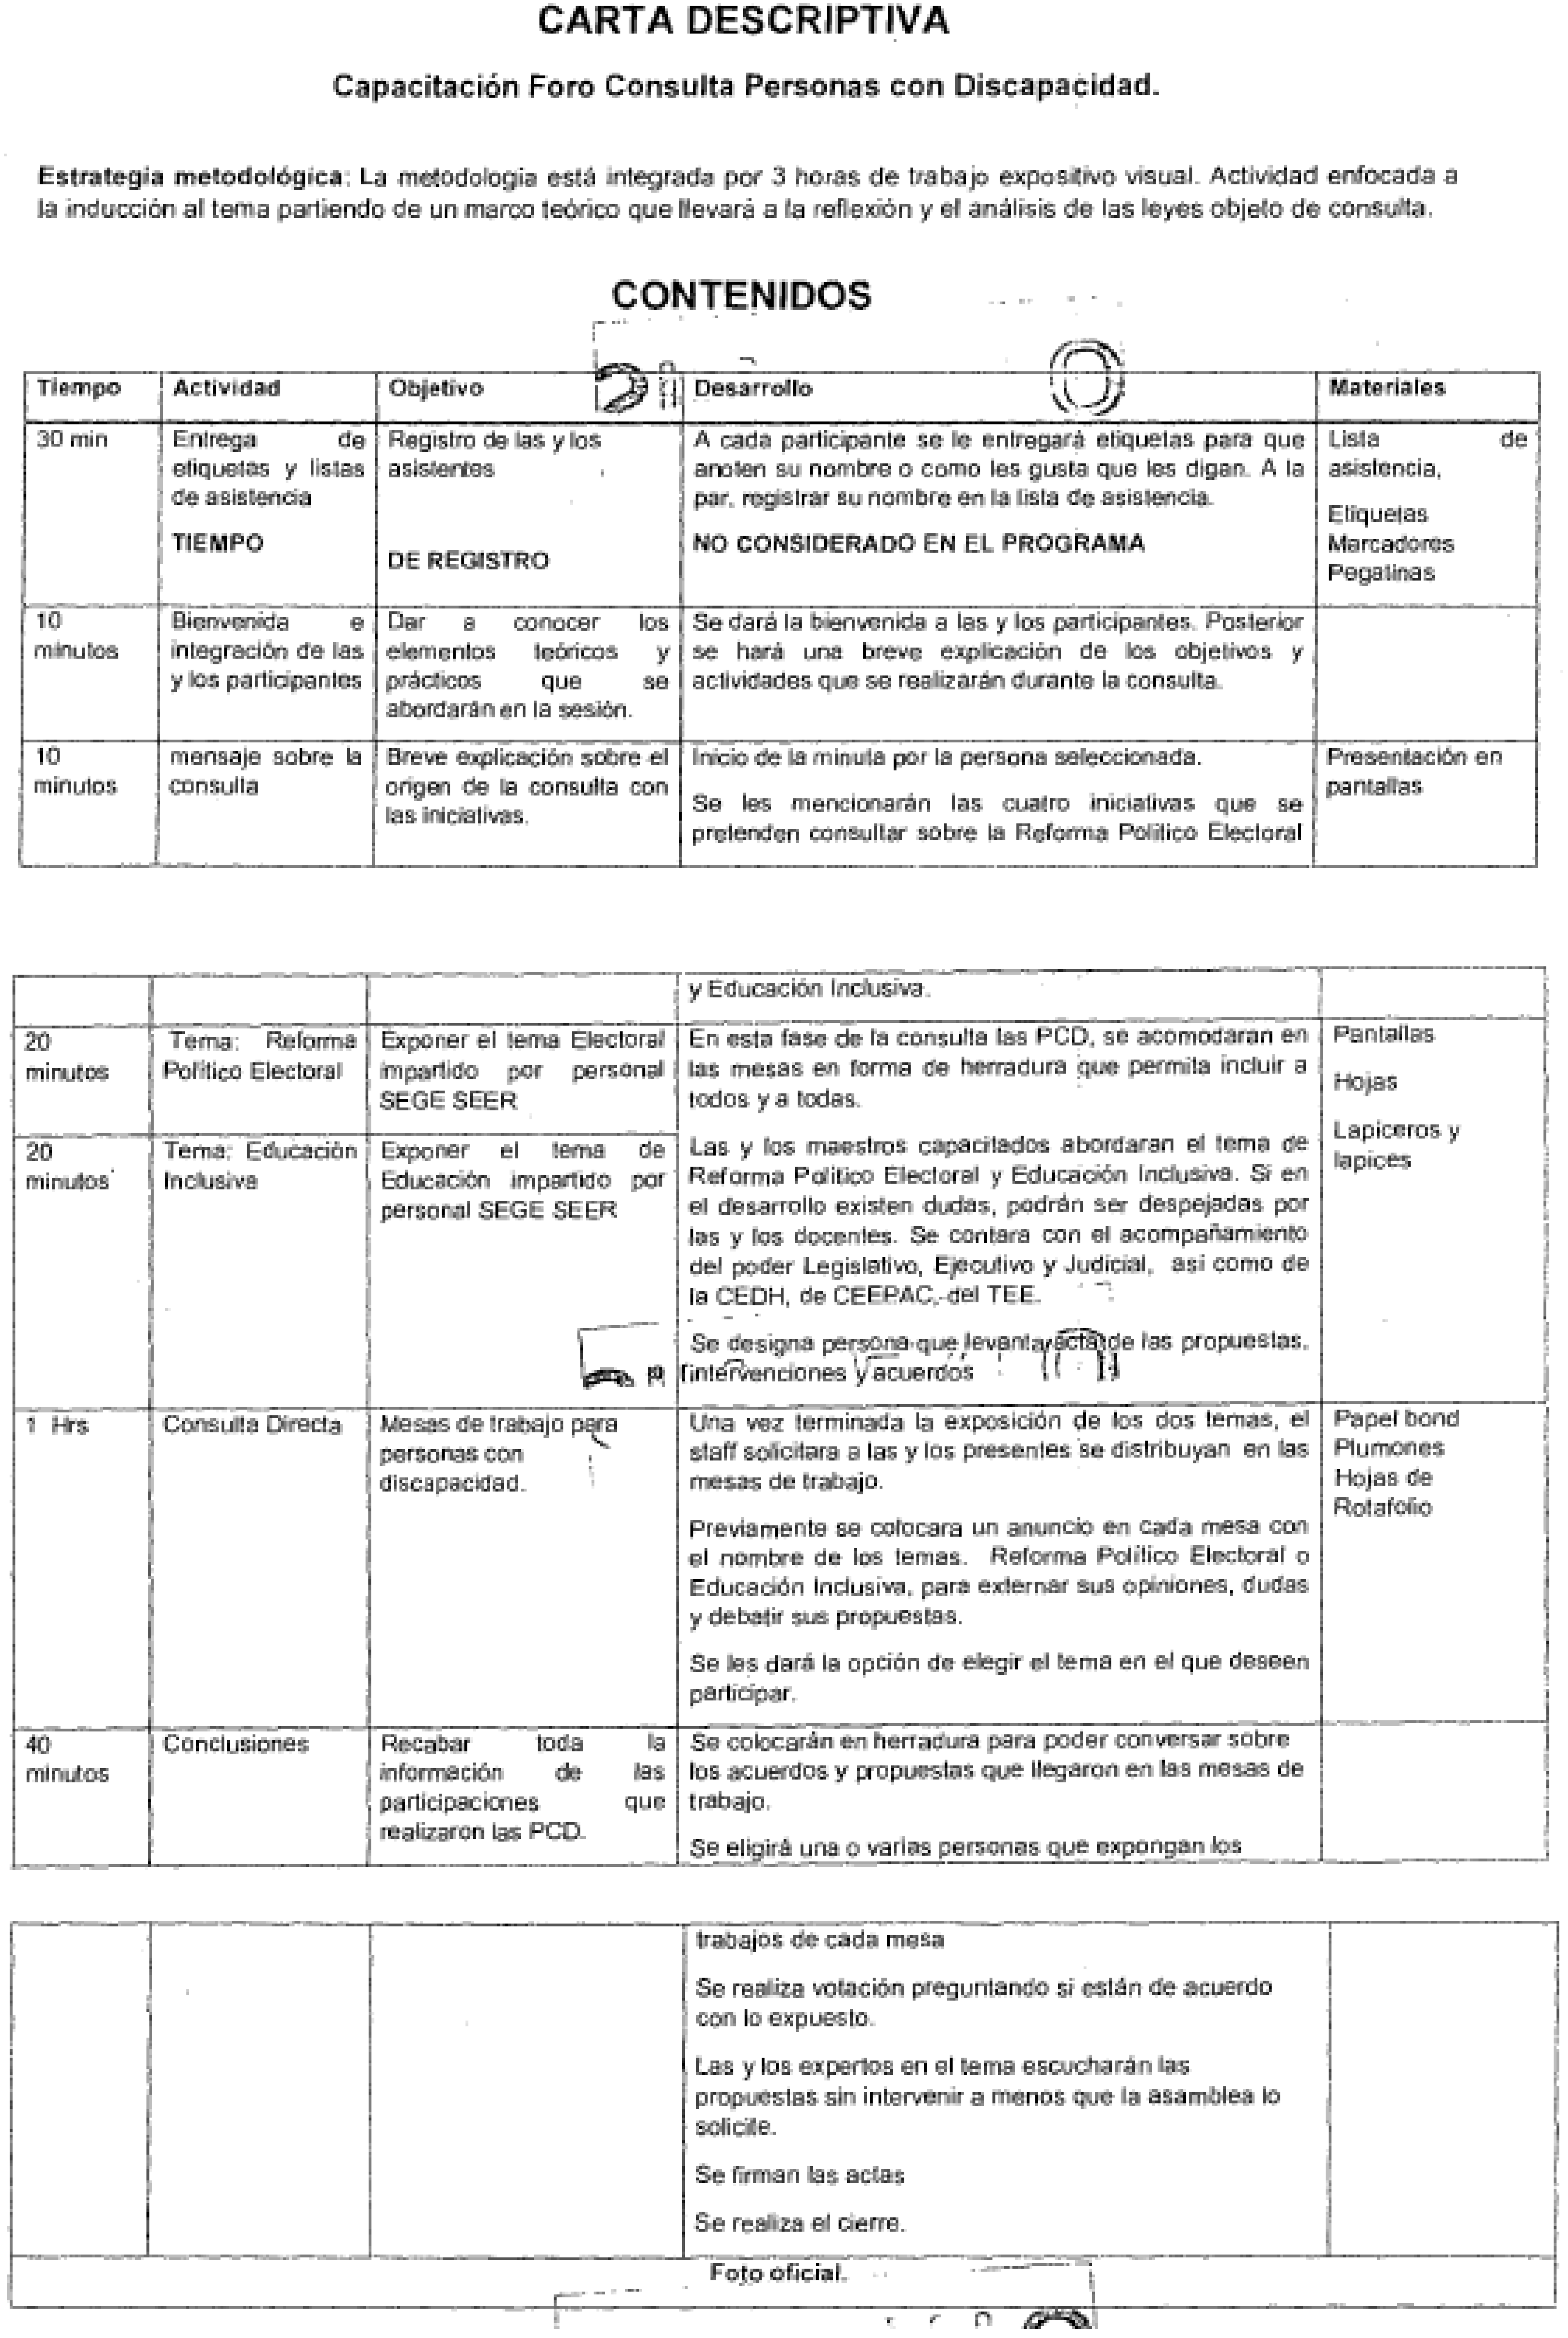 CARTA DESCRIPTIVA
Capacitación Foro Consulta Personas con Discapacidad.
Estrategia metodológica: La metodologia está integrada por 3 horas de trabajo expositivo visual. Actividad enfocada a
la inducción al tema partiendo de un marco teórico que llevará a la reflexión y el análisis de las leyes objeto de consulta.
CONTENIDOS
Tiempo Actividad Objetivo Desarrollo Materiales
30 min
Entrega de
etiquetas y listas
de asistencia
TIEMPO
Registro de las y los
asistentes
DE REGISTRO
A cada participante se le entregará etiquetas para que
anoten su nombre o como les gusta que les digan. A la
par, registrar su nombre en la lista de asistencia.
NO CONSIDERADO EN EL PROGRAMA
Lista de
asistencia,
Etiquetas
Marcadores
Pegatinas
10
minutos
Bienvenida e
integración de las
y los participantes
Dar a conocer los
elementos teóricos y
prácticos que se
abordarán en la sesión.
Se dará la bienvenida a las y los participantes. Posterior
se hará una breve explicación de los objetivos y
actividades que se realizarán durante la consulta.
10
minutos
mensaje sobre la
consulta
Breve explicación sobre el
origen de la consulta con
las iniciativas.
Inicio de la minuta por la persona seleccionada.
Se les mencionarán las cuatro iniciativas que se
pretenden consultar sobre la Reforma Político Electoral
Presentación en
pantallas
y Educación Inclusiva.
20
minutos
Tema: Reforma
Político Electoral
Exponer el tema Electoral
impartido por personal
SEGE SEER
En esta fase de la consulta las PCD, se acomodaran en
las mesas en forma de herradura que permita incluir a
todos y a todas.
Pantallas
Hojas
Lapiceros y
lapices
20
minutos
Tema: Educación
Inclusiva
Exponer el tema de
Educación impartido por
personal SEGE SEER
Las y los maestros capacitados abordaran el tema de
Reforma Político Electoral y Educación Inclusiva. Si en
el desarrollo existen dudas, podrán ser despejadas por
las y los docentes. Se contara con el acompañamiento
del poder Legislativo, Ejecutivo y Judicial, asi como de
la CEDH, de CEEPAC, del TEE.
Se designa persona que levanta acta de las propuestas,
intervenciones y acuerdos
1 Hrs
Consulta Directa
Mesas de trabajo para
personas con
discapacidad.
Una vez terminada la exposición de los dos temas, el
staff solicitara a las y los presentes se distribuyan en las
mesas de trabajo.
Previamente se colocara un anuncio en cada mesa con
el nombre de los temas. Reforma Político Electoral o
Educación Inclusiva, para externar sus opiniones, dudas
y debatir sus propuestas.
Se les dará la opción de elegir el tema en el que deseen
participar.
Papel bond
Plumones
Hojas de
Rotafolio
40
minutos
Conclusiones
Recabar toda la
información de las
participaciones que
realizaron las PCD.
Se colocarán en herradura para poder conversar sobre
los acuerdos y propuestas que llegaron en las mesas de
trabajo.
Se eligirá una o varias personas que expongan los
trabajos de cada mesa
Se realiza votación preguntando si están de acuerdo
con lo expuesto.
Las y los expertos en el tema escucharán las
propuestas sin intervenir a menos que la asamblea lo
solicite.
Se firman las actas
Se realiza el cierre.
Foto oficial.